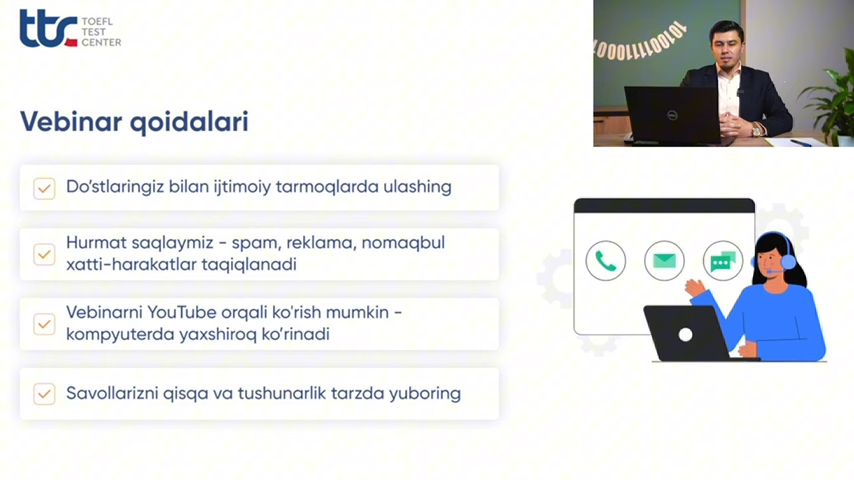 ttc
TOEFL
TEST
CENTER
Vebinar qoidalari
Do’stlaringiz bilan ijtimoiy tarmoqlarda ulashing
Hurmat saqlaymiz - spam, reklama, nomaqbul
xatti-harakatlar taqiqlanadi
Vebinarni YouTube orqali ko'rish mumkin -
kompyuterda yaxshiroq ko’rinadi
Savollarizni qisqa va tushunarlik tarzda yuboring